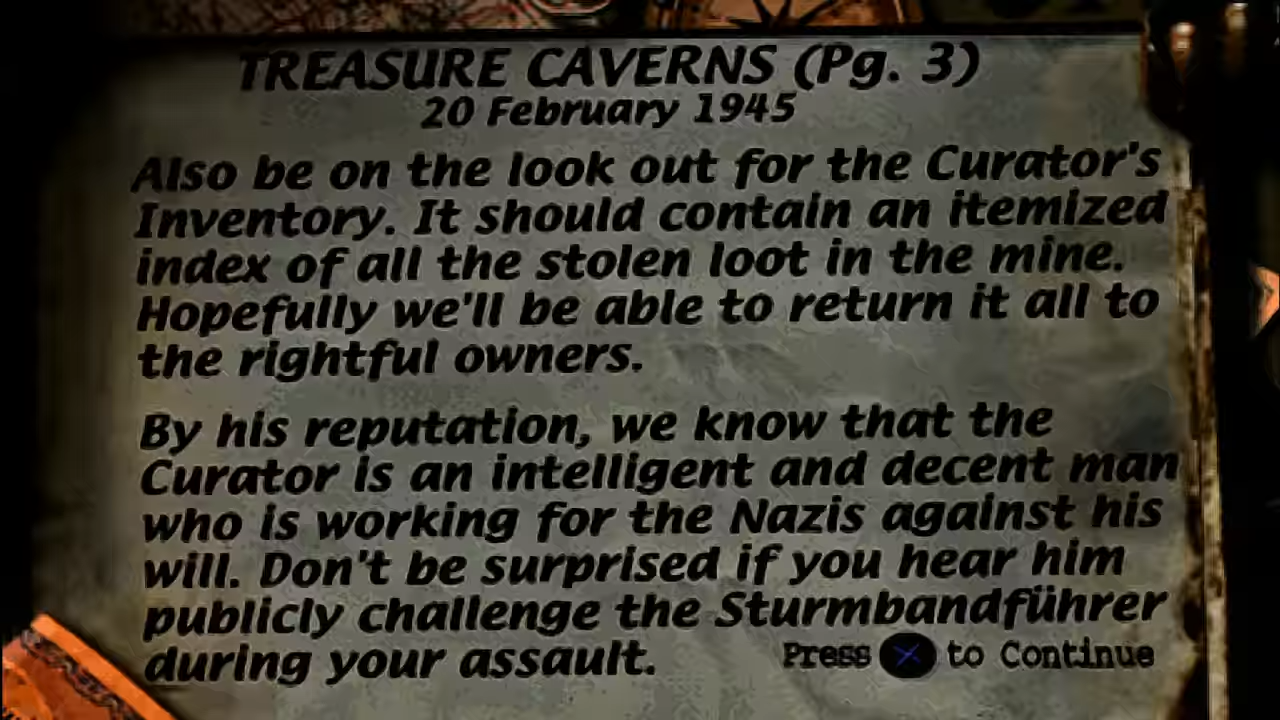 TREASURE CAVERNS (Pg. 3)
20 February 1945
Also be on the look out for the Curator's
Inventory. It should contain an itemized
index of all the stolen loot in the mine.
Hopefully we'll be able to return it all to
the rightful owners.
By his reputation, we know that the
Curator is an intelligent and decent man
who is working for the Nazis against his
will. Don't be surprised if you hear him
publicly challenge the Sturmbandführer
during your assault.
Press X to Continue